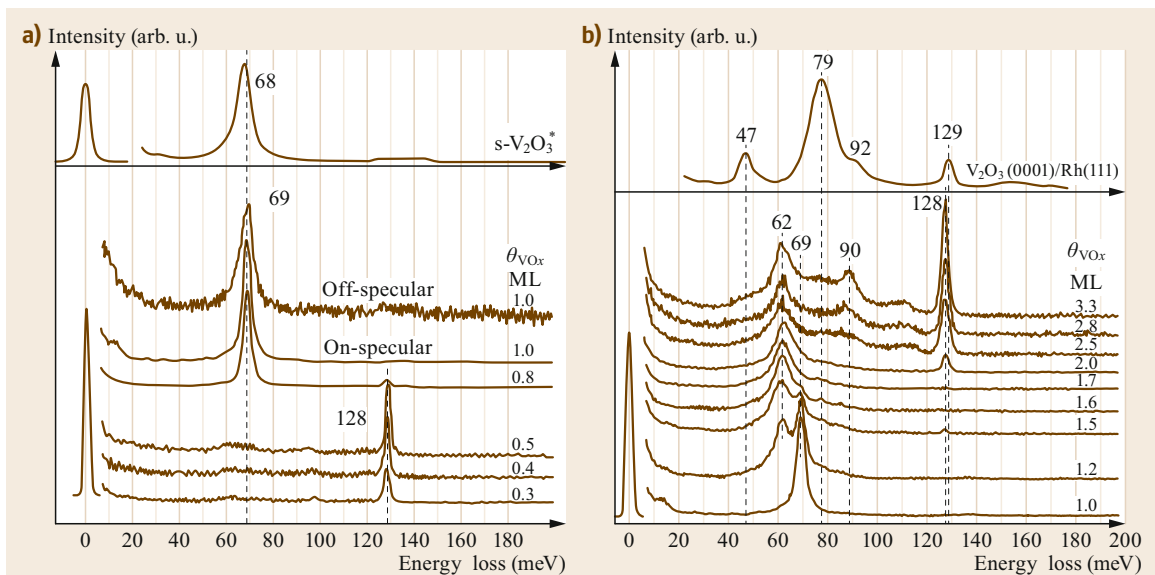 a) Intensity (arb. u.)
68
s-V₂O₃*
69
θVOx
ML
Off-specular
1.0
On-specular
1.0
0.8
128
0.5
0.4
0.3
0 20 40 60 80 100 120 140 160 180
Energy loss (meV)
b) Intensity (arb. u.)
79
47
92
129
V₂O₃(0001)/Rh(111)
128
62
69
90
θVOx
ML
3.3
2.8
2.5
2.0
1.7
1.6
1.5
1.2
1.0
0 20 40 60 80 100 120 140 160 180 200
Energy loss (meV)